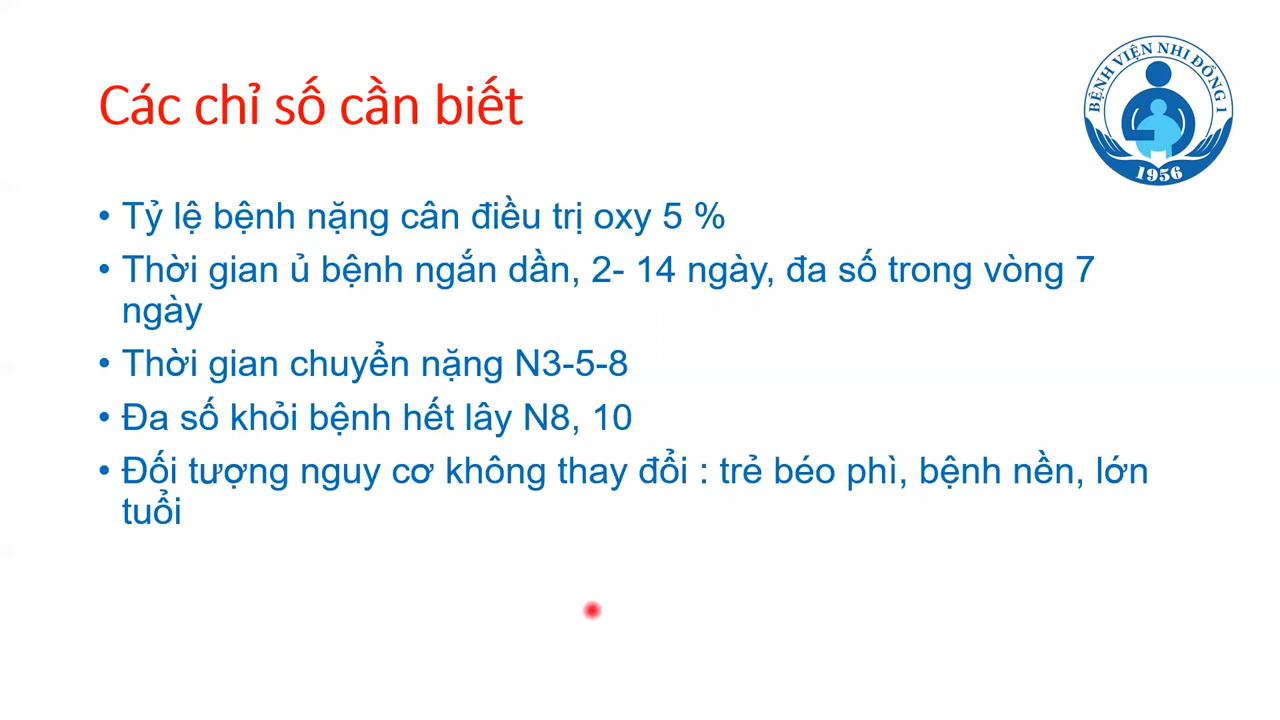 Các chỉ số cần biết
BỆNH VIỆN NHI ĐỒNG 1
1956
• Tỷ lệ bệnh nặng cân điều trị oxy 5 %
• Thời gian ủ bệnh ngắn dần, 2- 14 ngày, đa số trong vòng 7
ngày
• Thời gian chuyển nặng N3-5-8
• Đa số khỏi bệnh hết lây N8, 10
• Đối tượng nguy cơ không thay đổi : trẻ béo phì, bệnh nền, lớn
tuổi